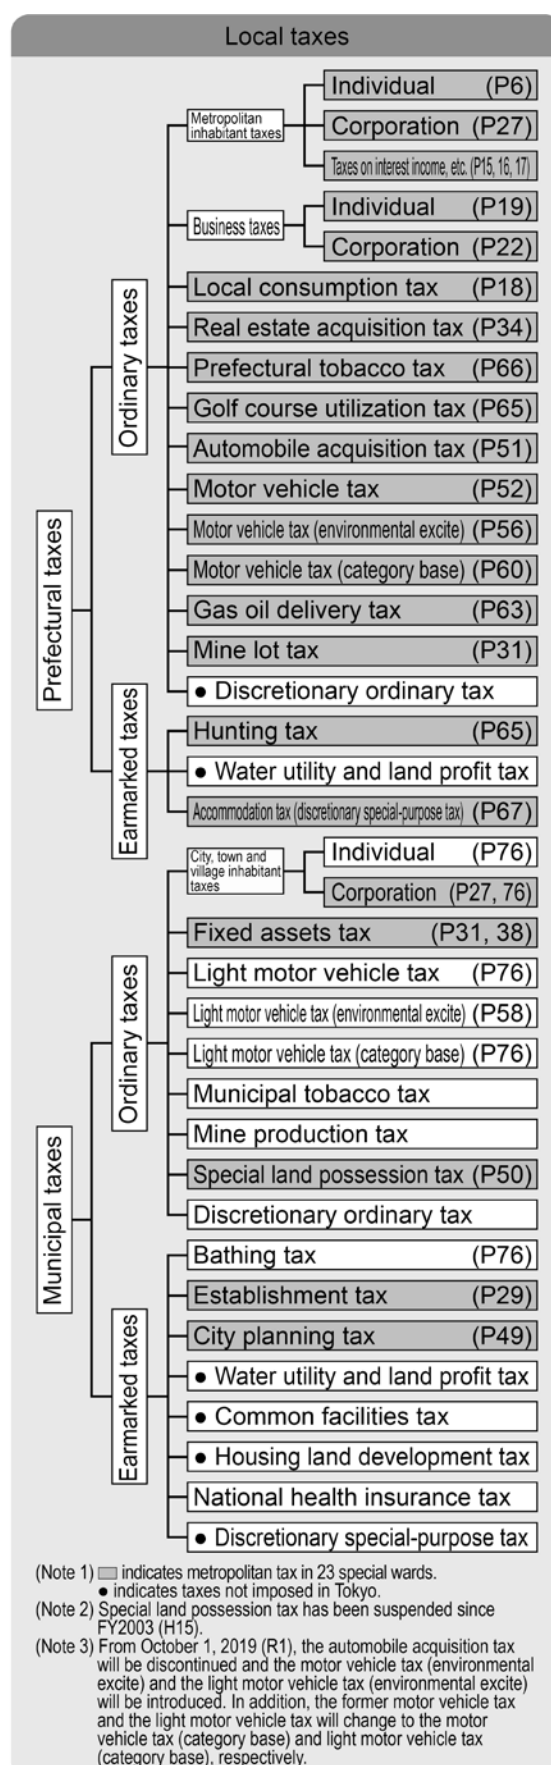 Local taxes
Prefectural taxes
Ordinary taxes
Metropolitan
inhabitant taxes
Individual (P6)
Corporation (P27)
Taxes on interest income, etc. (P15, 16, 17)
Business taxes
Individual (P19)
Corporation (P22)
Local consumption tax (P18)
Real estate acquisition tax (P34)
Prefectural tobacco tax (P66)
Golf course utilization tax (P65)
Automobile acquisition tax (P51)
Motor vehicle tax (P52)
Motor vehicle tax (environmental excite) (P56)
Motor vehicle tax (category base) (P60)
Gas oil delivery tax (P63)
Mine lot tax (P31)
● Discretionary ordinary tax
Earmarked taxes
Hunting tax (P65)
● Water utility and land profit tax
Accommodation tax (discretionary special-purpose tax) (P67)
Municipal taxes
Ordinary taxes
City, town and
village inhabitant
taxes
Individual (P76)
Corporation (P27, 76)
Fixed assets tax (P31, 38)
Light motor vehicle tax (P76)
Light motor vehicle tax (environmental excite) (P58)
Light motor vehicle tax (category base) (P76)
Municipal tobacco tax
Mine production tax
Special land possession tax (P50)
Discretionary ordinary tax
Earmarked taxes
Bathing tax (P76)
Establishment tax (P29)
City planning tax (P49)
● Water utility and land profit tax
● Common facilities tax
● Housing land development tax
National health insurance tax
● Discretionary special-purpose tax
(Note 1) indicates metropolitan tax in 23 special wards.
● indicates taxes not imposed in Tokyo.
(Note 2) Special land possession tax has been suspended since
FY2003 (H15).
(Note 3) From October 1, 2019 (R1), the automobile acquisition tax
will be discontinued and the motor vehicle tax (environmental
excite) and the light motor vehicle tax (environmental excite)
will be introduced. In addition, the former motor vehicle tax
and the light motor vehicle tax will change to the motor
vehicle tax (category base) and light motor vehicle tax
(category base), respectively.